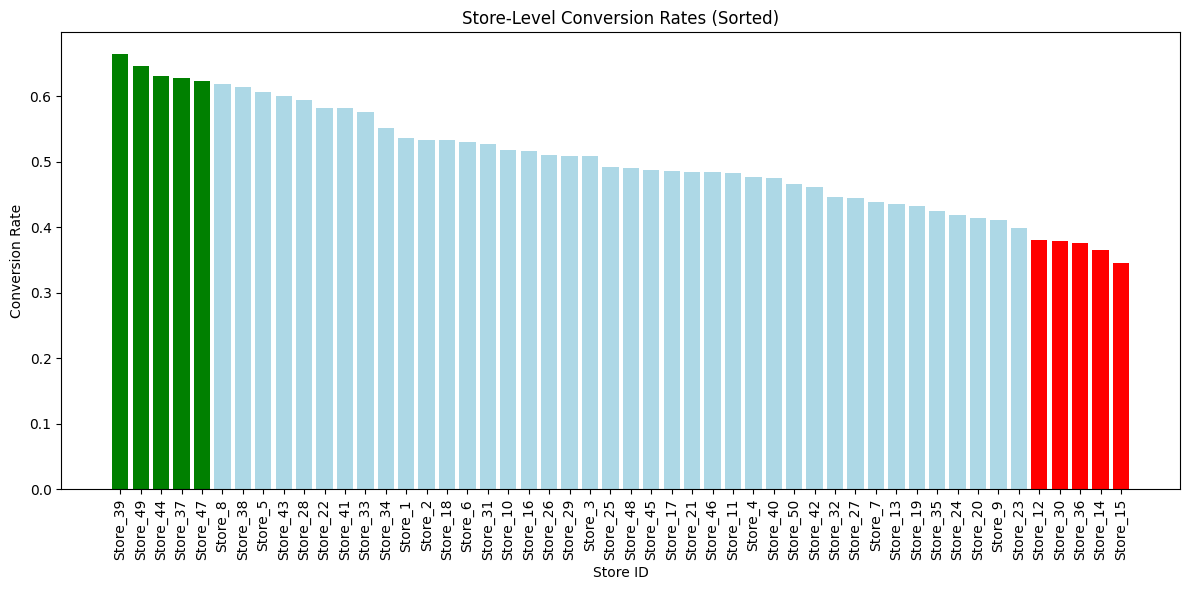 Store-Level Conversion Rates (Sorted)
Conversion Rate
0.6
0.5
0.4
0.3
0.2
0.1
0.0
Store_39
Store_49
Store_44
Store_37
Store_47
Store_8
Store_38
Store_5
Store_43
Store_28
Store_22
Store_41
Store_33
Store_34
Store_1
Store_2
Store_18
Store_6
Store_31
Store_10
Store_16
Store_26
Store_29
Store_3
Store_25
Store_48
Store_45
Store_17
Store_21
Store_46
Store_11
Store_4
Store_40
Store_50
Store_42
Store_32
Store_27
Store_7
Store_13
Store_19
Store_35
Store_24
Store_20
Store_9
Store_23
Store_12
Store_30
Store_36
Store_14
Store_15
Store ID